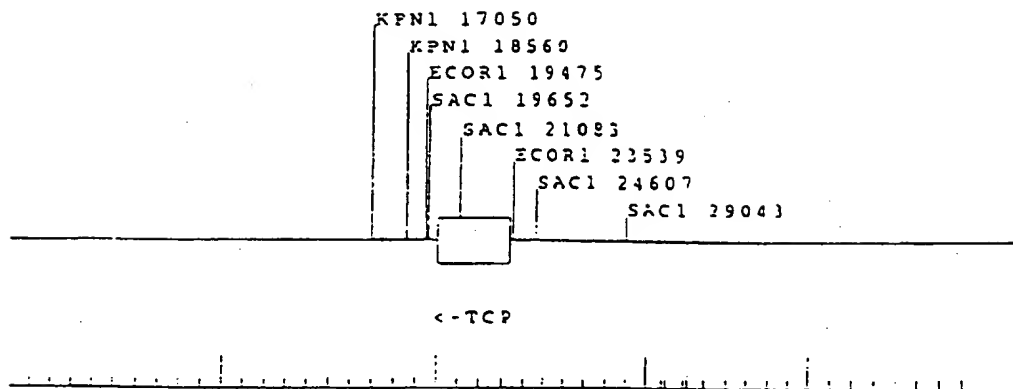 KPN1 17050
KPN1 18560
ECOR1 19475
SAC1 19652
SAC1 21083
ECOR1 23539
SAC1 24607
SAC1 29043
<-TCP